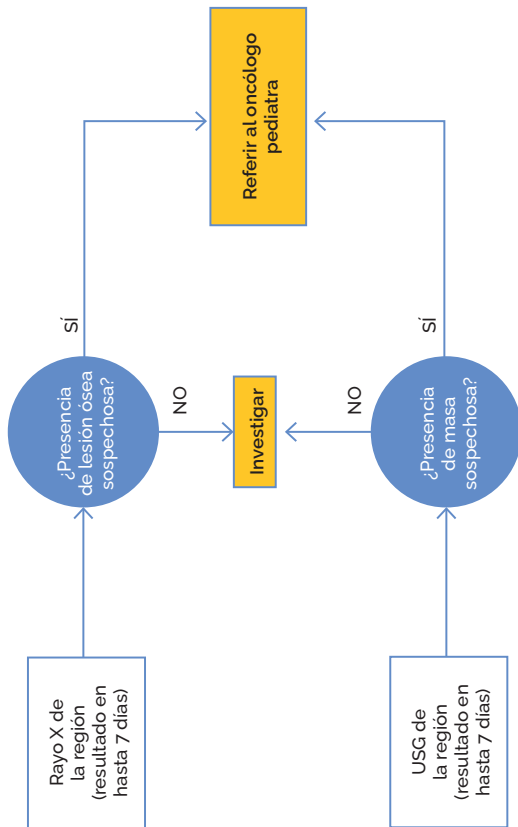 Rayo X de
la región
(resultado en
hasta 7 días)
¿Presencia
de lesión ósea
sospechosa?
SÍ
NO
Investigar
Referir al oncólogo
pediatra
USG de
la región
(resultado en
hasta 7 días)
¿Presencia
de masa
sospechosa?
SÍ
NO